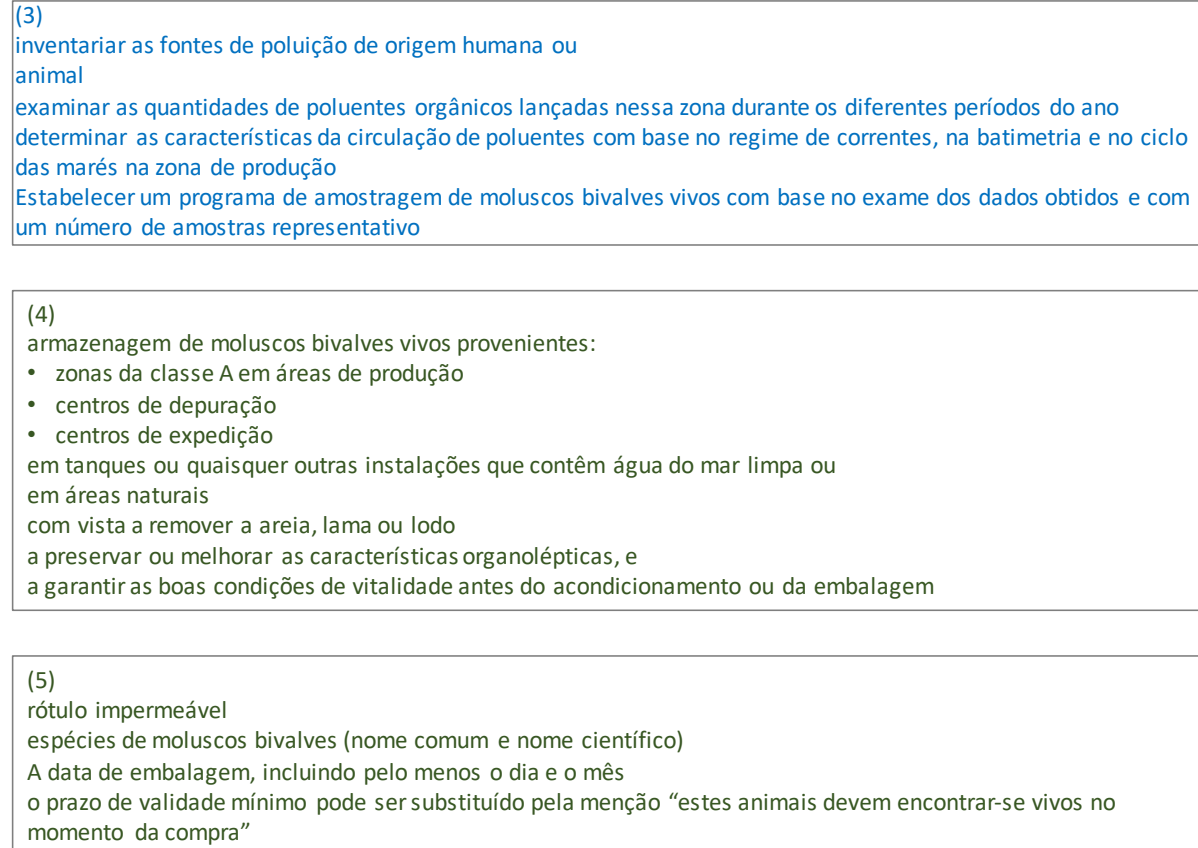 (3)
inventariar as fontes de poluição de origem humana ou
animal
examinar as quantidades de poluentes orgânicos lançadas nessa zona durante os diferentes períodos do ano
determinar as características da circulação de poluentes com base no regime de correntes, na batimetria e no ciclo
das marés na zona de produção
Estabelecer um programa de amostragem de moluscos bivalves vivos com base no exame dos dados obtidos e com
um número de amostras representativo
(4)
armazenagem de moluscos bivalves vivos provenientes:
• zonas da classe A em áreas de produção
• centros de depuração
• centros de expedição
em tanques ou quaisquer outras instalações que contêm água do mar limpa ou
em áreas naturais
com vista a remover a areia, lama ou lodo
a preservar ou melhorar as características organolépticas, e
a garantir as boas condições de vitalidade antes do acondicionamento ou da embalagem
(5)
rótulo impermeável
espécies de moluscos bivalves (nome comum e nome científico)
A data de embalagem, incluindo pelo menos o dia e o mês
o prazo de validade mínimo pode ser substituído pela menção “estes animais devem encontrar-se vivos no
momento da compra”